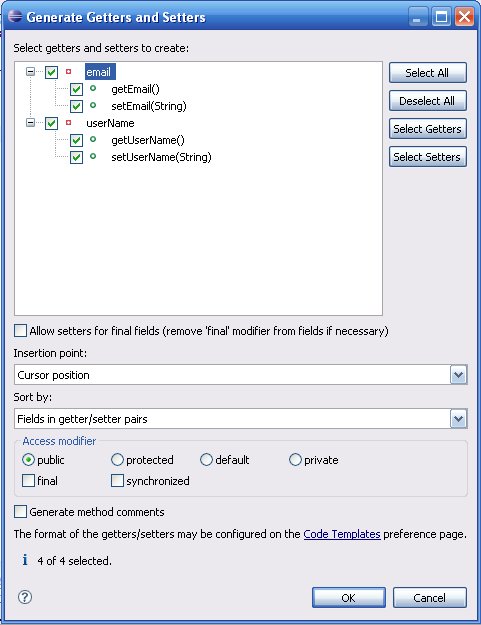 Generate Getters and Setters
Select getters and setters to create:
email
getEmail()
setEmail(String)
userName
getUserName()
setUserName(String)
Select All
Deselect All
Select Getters
Select Setters
Allow setters for final fields (remove 'final' modifier from fields if necessary)
Insertion point:
Cursor position
Sort by:
Fields in getter/setter pairs
Access modifier
public protected default private
final synchronized
Generate method comments
The format of the getters/setters may be configured on the Code Templates preference page.
i 4 of 4 selected.
? OK Cancel